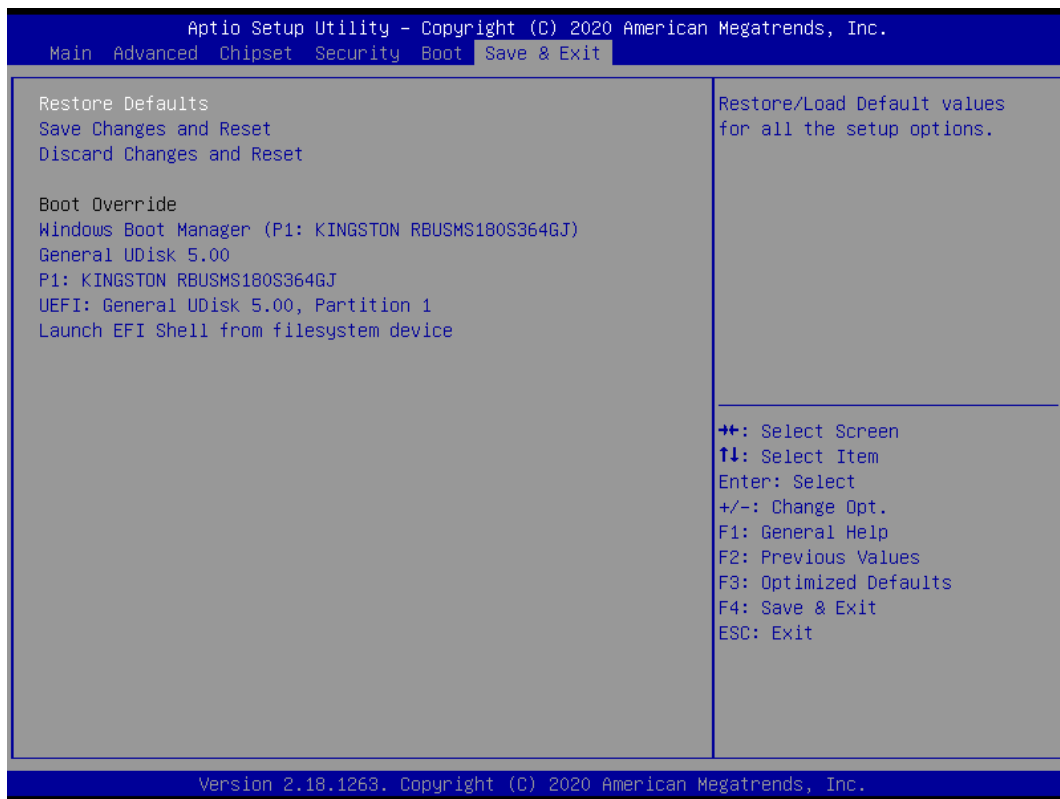 Aptio Setup Utility – Copyright (C) 2020 American Megatrends, Inc.
Main Advanced Chipset Security Boot Save & Exit
Restore Defaults
Save Changes and Reset
Discard Changes and Reset
Boot Override
Windows Boot Manager (P1: KINGSTON RBUSMS180S364GJ)
General UDisk 5.00
P1: KINGSTON RBUSMS180S364GJ
UEFI: General UDisk 5.00, Partition 1
Launch EFI Shell from filesystem device
Restore/Load Default values
for all the setup options.
→←: Select Screen
↑↓: Select Item
Enter: Select
+/-: Change Opt.
F1: General Help
F2: Previous Values
F3: Optimized Defaults
F4: Save & Exit
ESC: Exit
Version 2.18.1263. Copyright (C) 2020 American Megatrends, Inc.